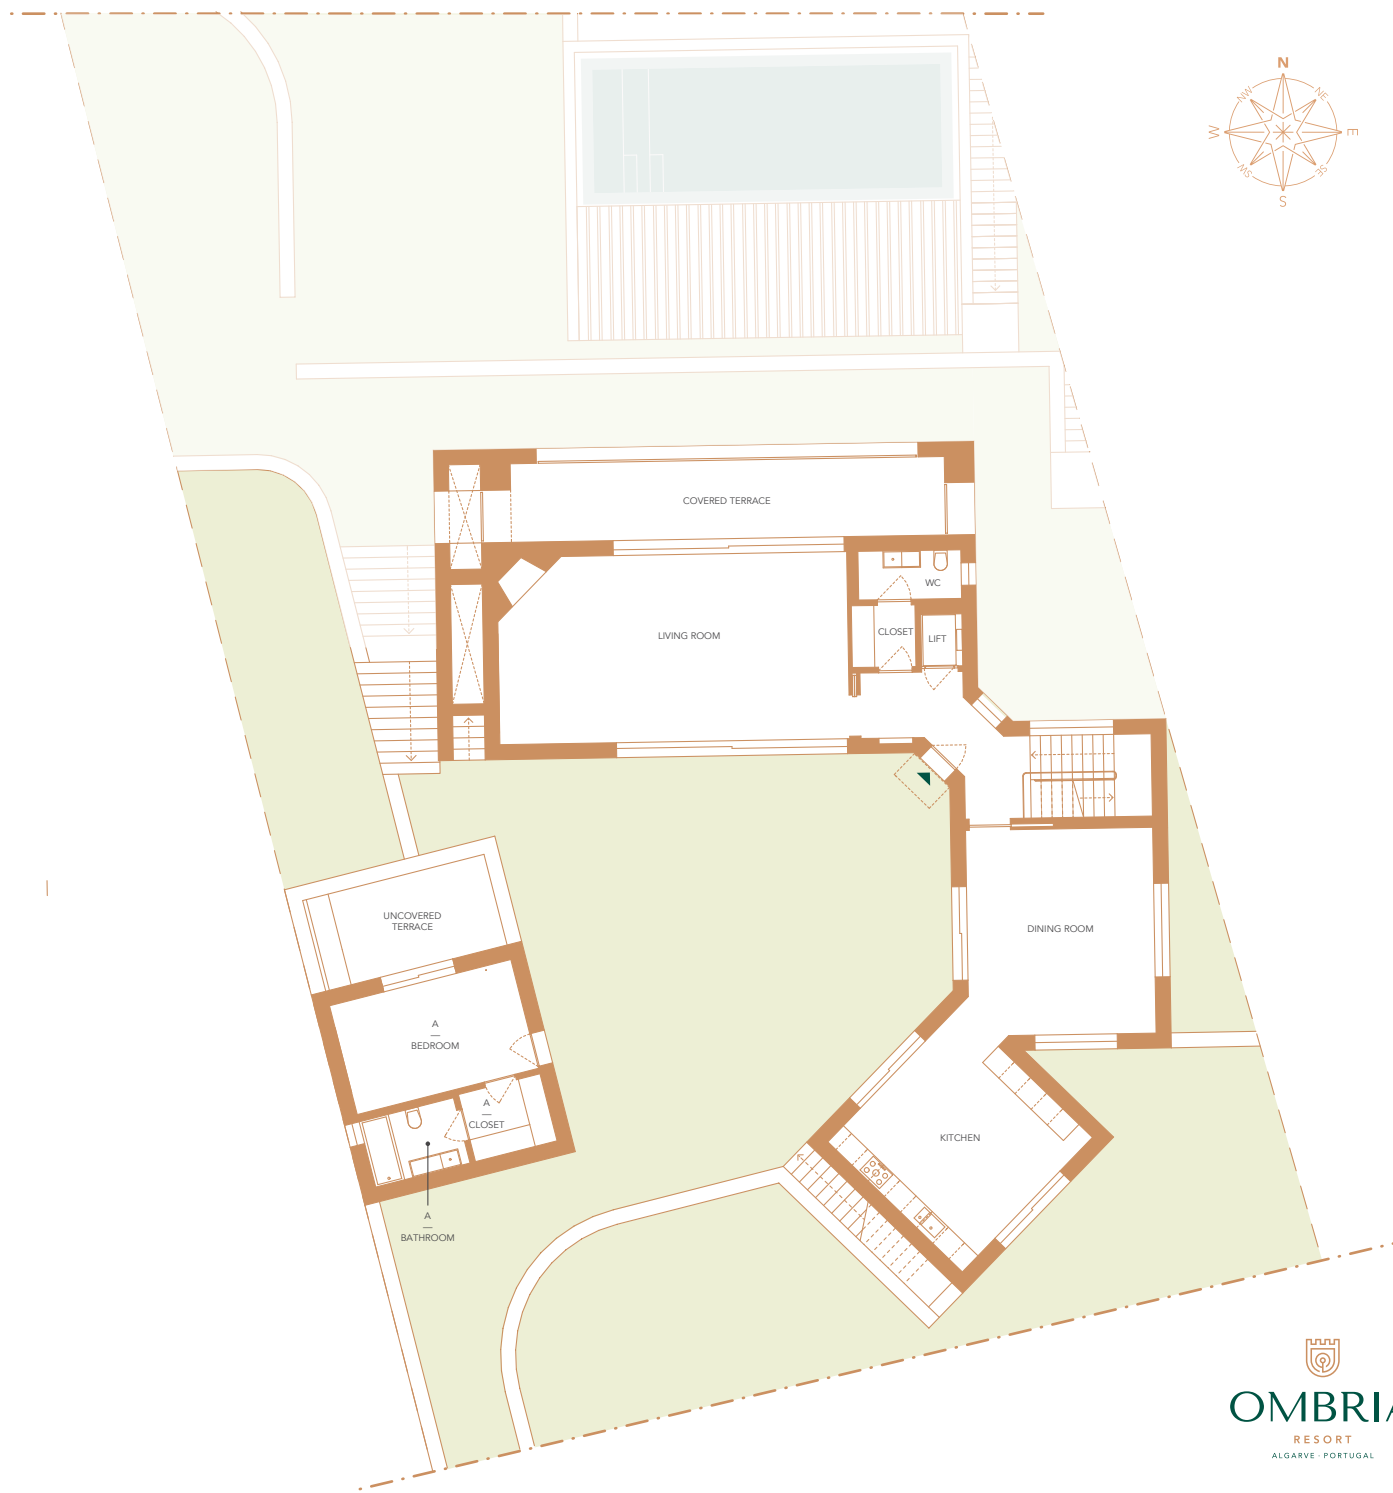 N
NW
NE
W
E
SW
SE
S
COVERED TERRACE
WC
LIVING ROOM
CLOSET
LIFT
UNCOVERED
TERRACE
DINING ROOM
A
BEDROOM
A
CLOSET
KITCHEN
A
BATHROOM
OMBRIA
RESORT
ALGARVE · PORTUGAL